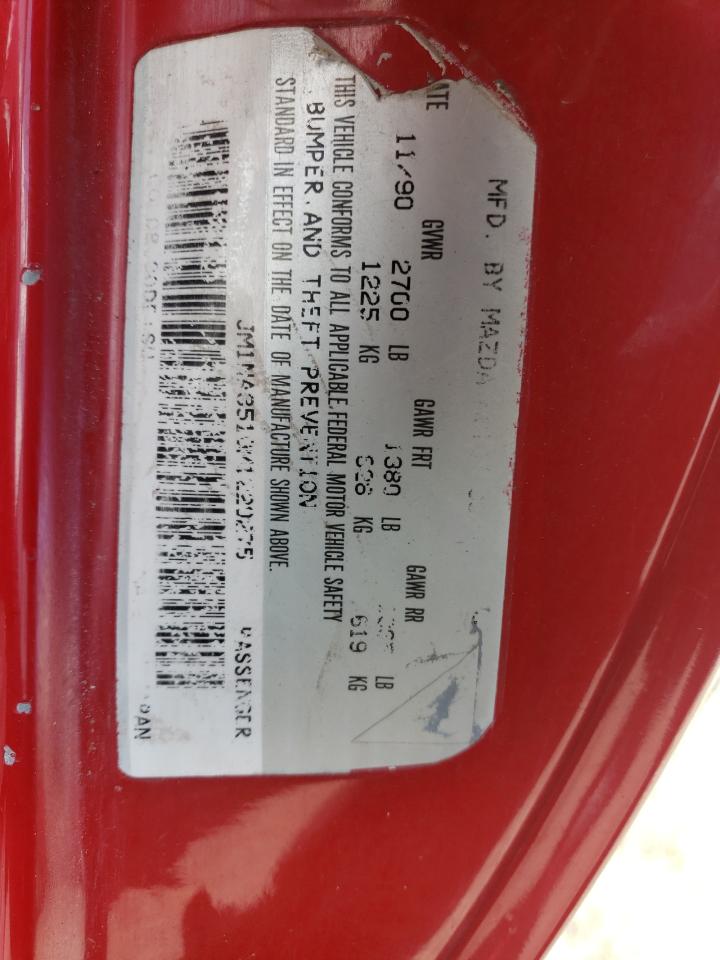 MFD. BY MAZDA
GVWR GAWR FRT GAWR RR
11/90 2700 LB 1380 LB LB
1225 KG KG 619 KG
THIS VEHICLE CONFORMS TO ALL APPLICABLE FEDERAL MOTOR VEHICLE SAFETY
BUMPER AND THEFT PREVENTION
STANDARD IN EFFECT ON THE DATE OF MANUFACTURE SHOWN ABOVE.
PASSENGER